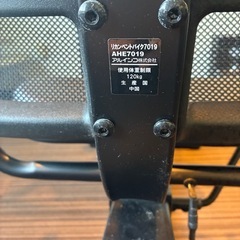 リカンベントバイク7019
AHE7019
アルインコ株式会社
使用体重制限
120kg
生 産 国
中国